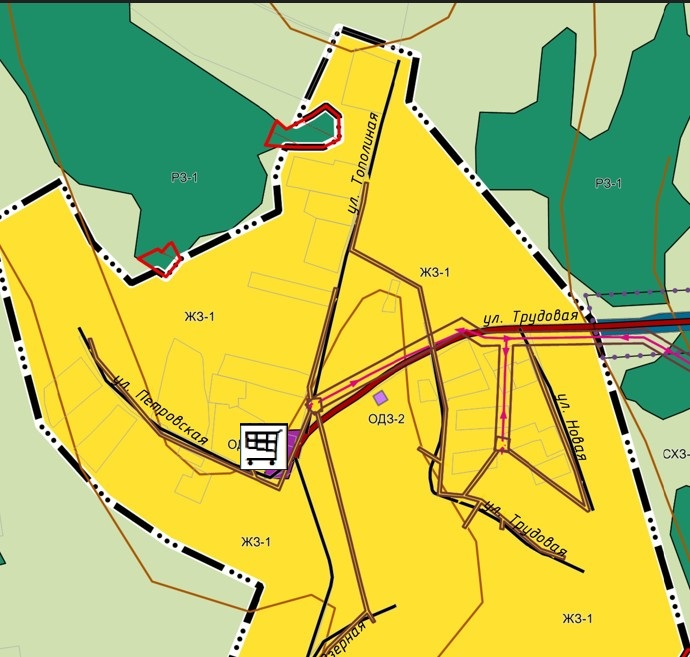 ул. Тополиная
РЗ-1
РЗ-1
ЖЗ-1
ЖЗ-1
ул. Трудовая
ул. Петровская
ОДЗ-2
ул. Новая
ул. Трудовая
ЖЗ-1
ЖЗ-1